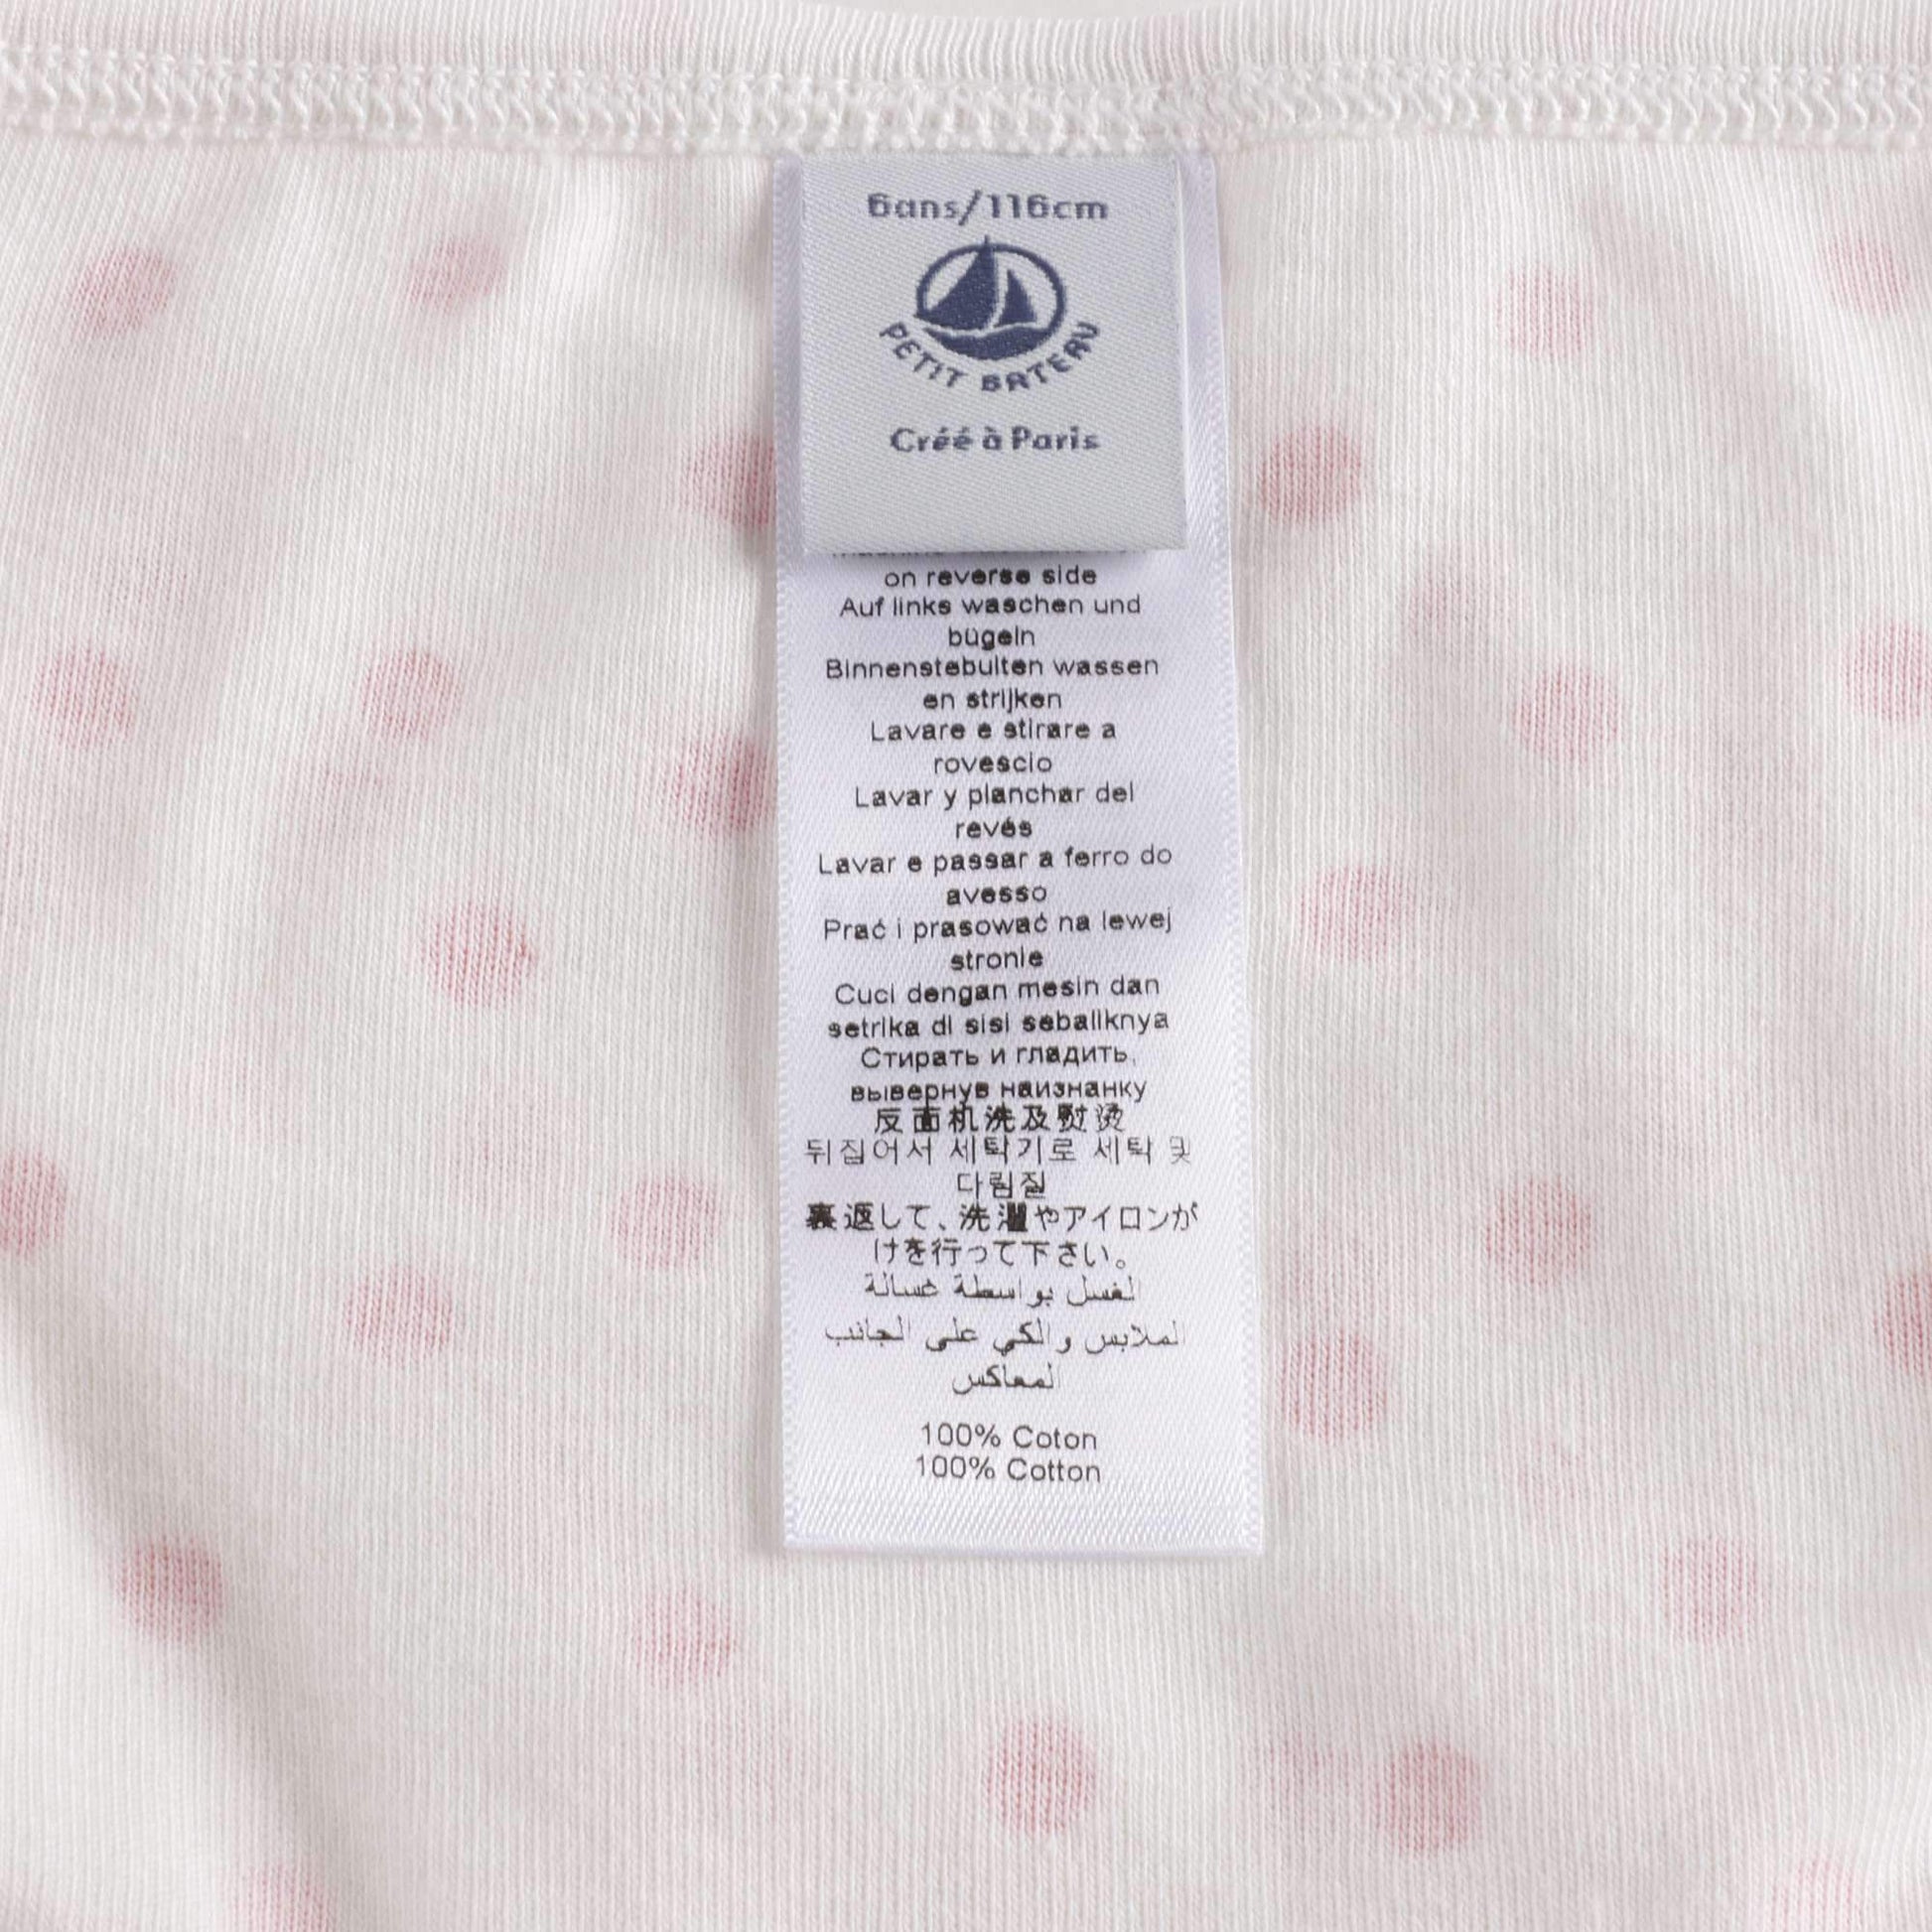 6ans/116cm
PETIT BATEAU
Créé à Paris
on reverse side
Auf links waschen und
bügeln
Binnenstebuiten wassen
en strijken
Lavare e stirare a
rovescio
Lavar y planchar del
revés
Lavar e passar a ferro do
avesso
Prać i prasować na lewej
stronie
Cuci dengan mesin dan
setrika di sisi sebaliknya
Стирать и гладить,
вывернув наизнанку
反面机洗及熨烫
뒤집어서 세탁기로 세탁 및
다림질
裏返して、洗濯やアイロンが
けを行って下さい。
لغسل بواسطة غسالة
لملابس والكي على الجانب
لمعاكس
100% Coton
100% Cotton